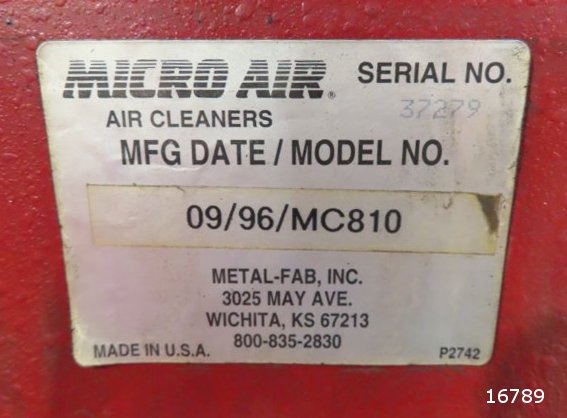 MICRO AIR® SERIAL NO.
37279
AIR CLEANERS
MFG DATE / MODEL NO.
09/96/MC810
METAL-FAB, INC.
3025 MAY AVE.
WICHITA, KS 67213
MADE IN U.S.A. 800-835-2830 P2742
16789